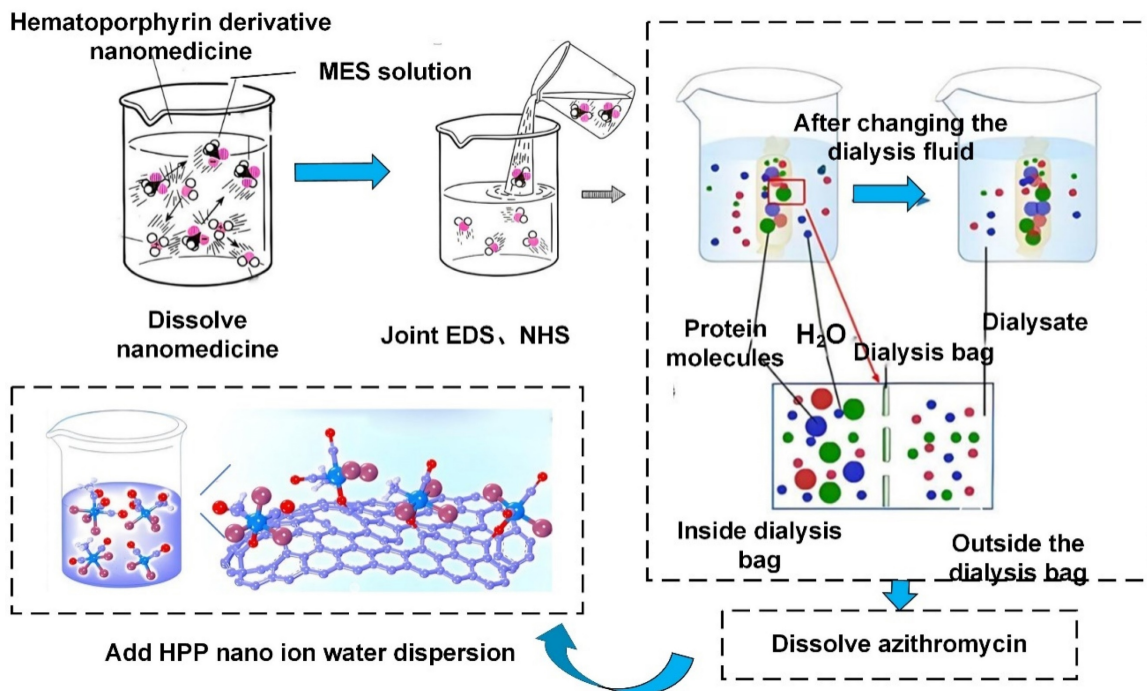 Hematoporphyrin derivative
nanomedicine
MES solution
Dissolve
nanomedicine
Joint EDS、NHS
After changing the
dialysis fluid
Protein
molecules
H₂O
Dialysis bag
Dialysate
Inside dialysis
bag
Outside the
dialysis bag
Dissolve azithromycin
Add HPP nano ion water dispersion